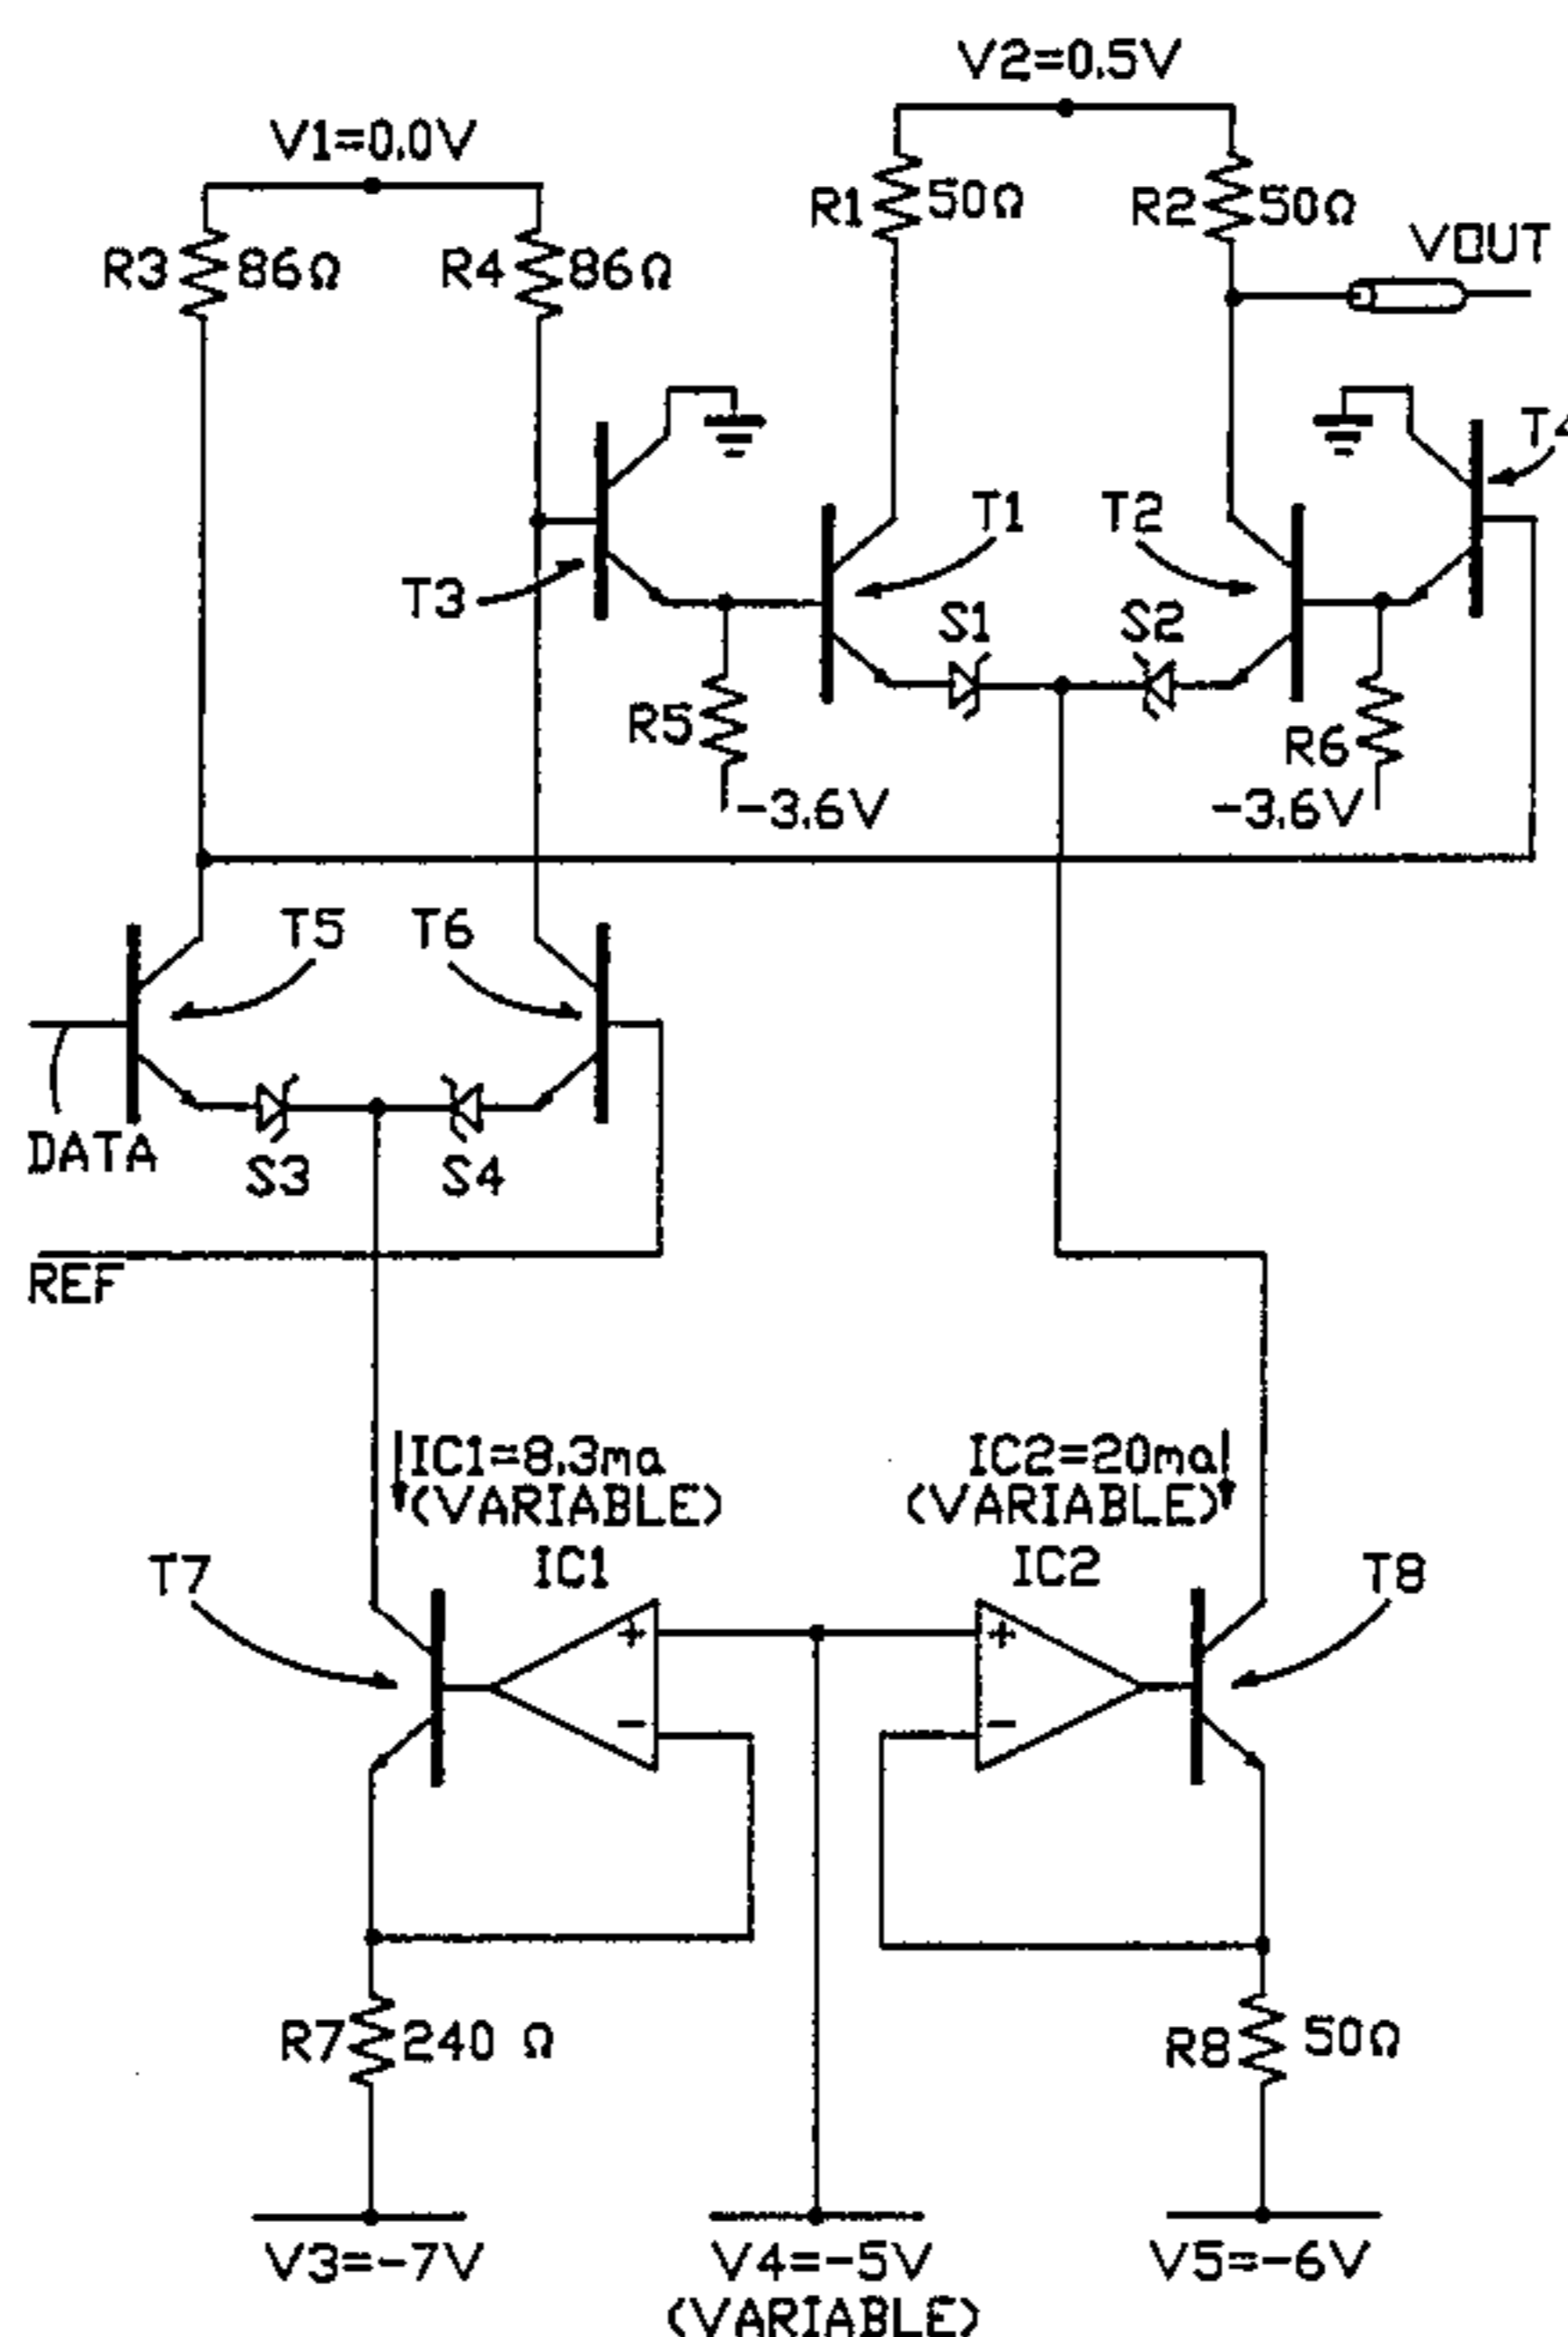 V2=0.5V
V1=0.0V
R1 50Ω R2 50Ω
VOUT
R3 86Ω R4 86Ω
T4
T1 T2
T3
S1 S2
R5 R6
-3.6V -3.6V
T5 T6
DATA
S3 S4
REF
IC1=8.3ma
(VARIABLE)
IC2=20ma
(VARIABLE)
T7 IC1 IC2 T8
+ +
- -
R7 240 Ω R8 50Ω
V3=-7V V4=-5V V5=-6V
(VARIABLE)